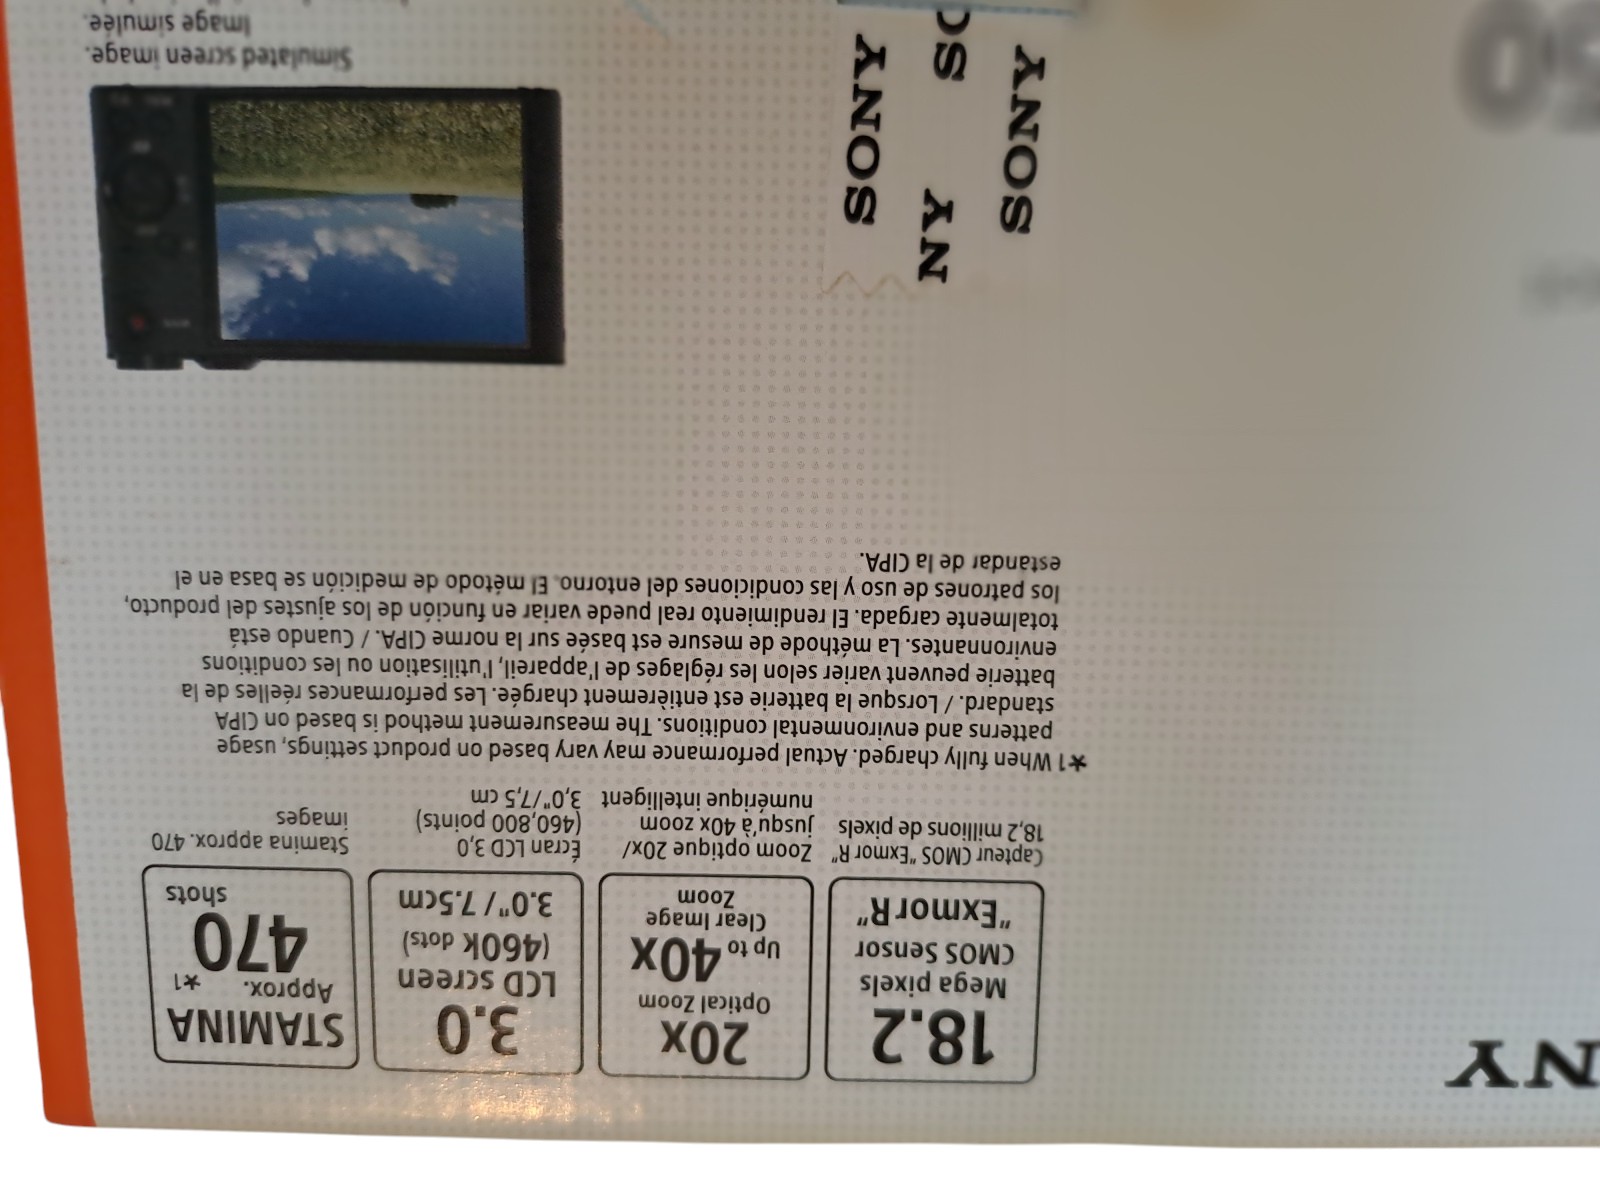 NY
18.2
Mega pixels
CMOS Sensor
"Exmor R"
Capteur CMOS "Exmor R"
18,2 millions de pixels
20x
Optical Zoom
Up to 40x
Clear Image
Zoom
Zoom optique 20x/
jusqu'à 40x zoom
numérique intelligent
3.0
LCD screen
(460k dots)
3.0"/ 7.5cm
Écran LCD 3,0
(460,800 points)
3,0"/7,5 cm
STAMINA
Approx. ★1
470
shots
Stamina approx. 470
images
★1 When fully charged. Actual performance may vary based on product settings, usage
patterns and environmental conditions. The measurement method is based on CIPA
standard. / Lorsque la batterie est entièrement chargée. Les performances réelles de la
batterie peuvent varier selon les réglages de l'appareil, l'utilisation ou les conditions
environnantes. La méthode de mesure est basée sur la norme CIPA. / Cuando está
totalmente cargada. El rendimiento real puede variar en función de los ajustes del producto,
los patrones de uso y las condiciones del entorno. El método de medición se basa en el
estándar de la CIPA.
SONY
NY SO
SONY
Simulated screen image.
Image simulée.
50